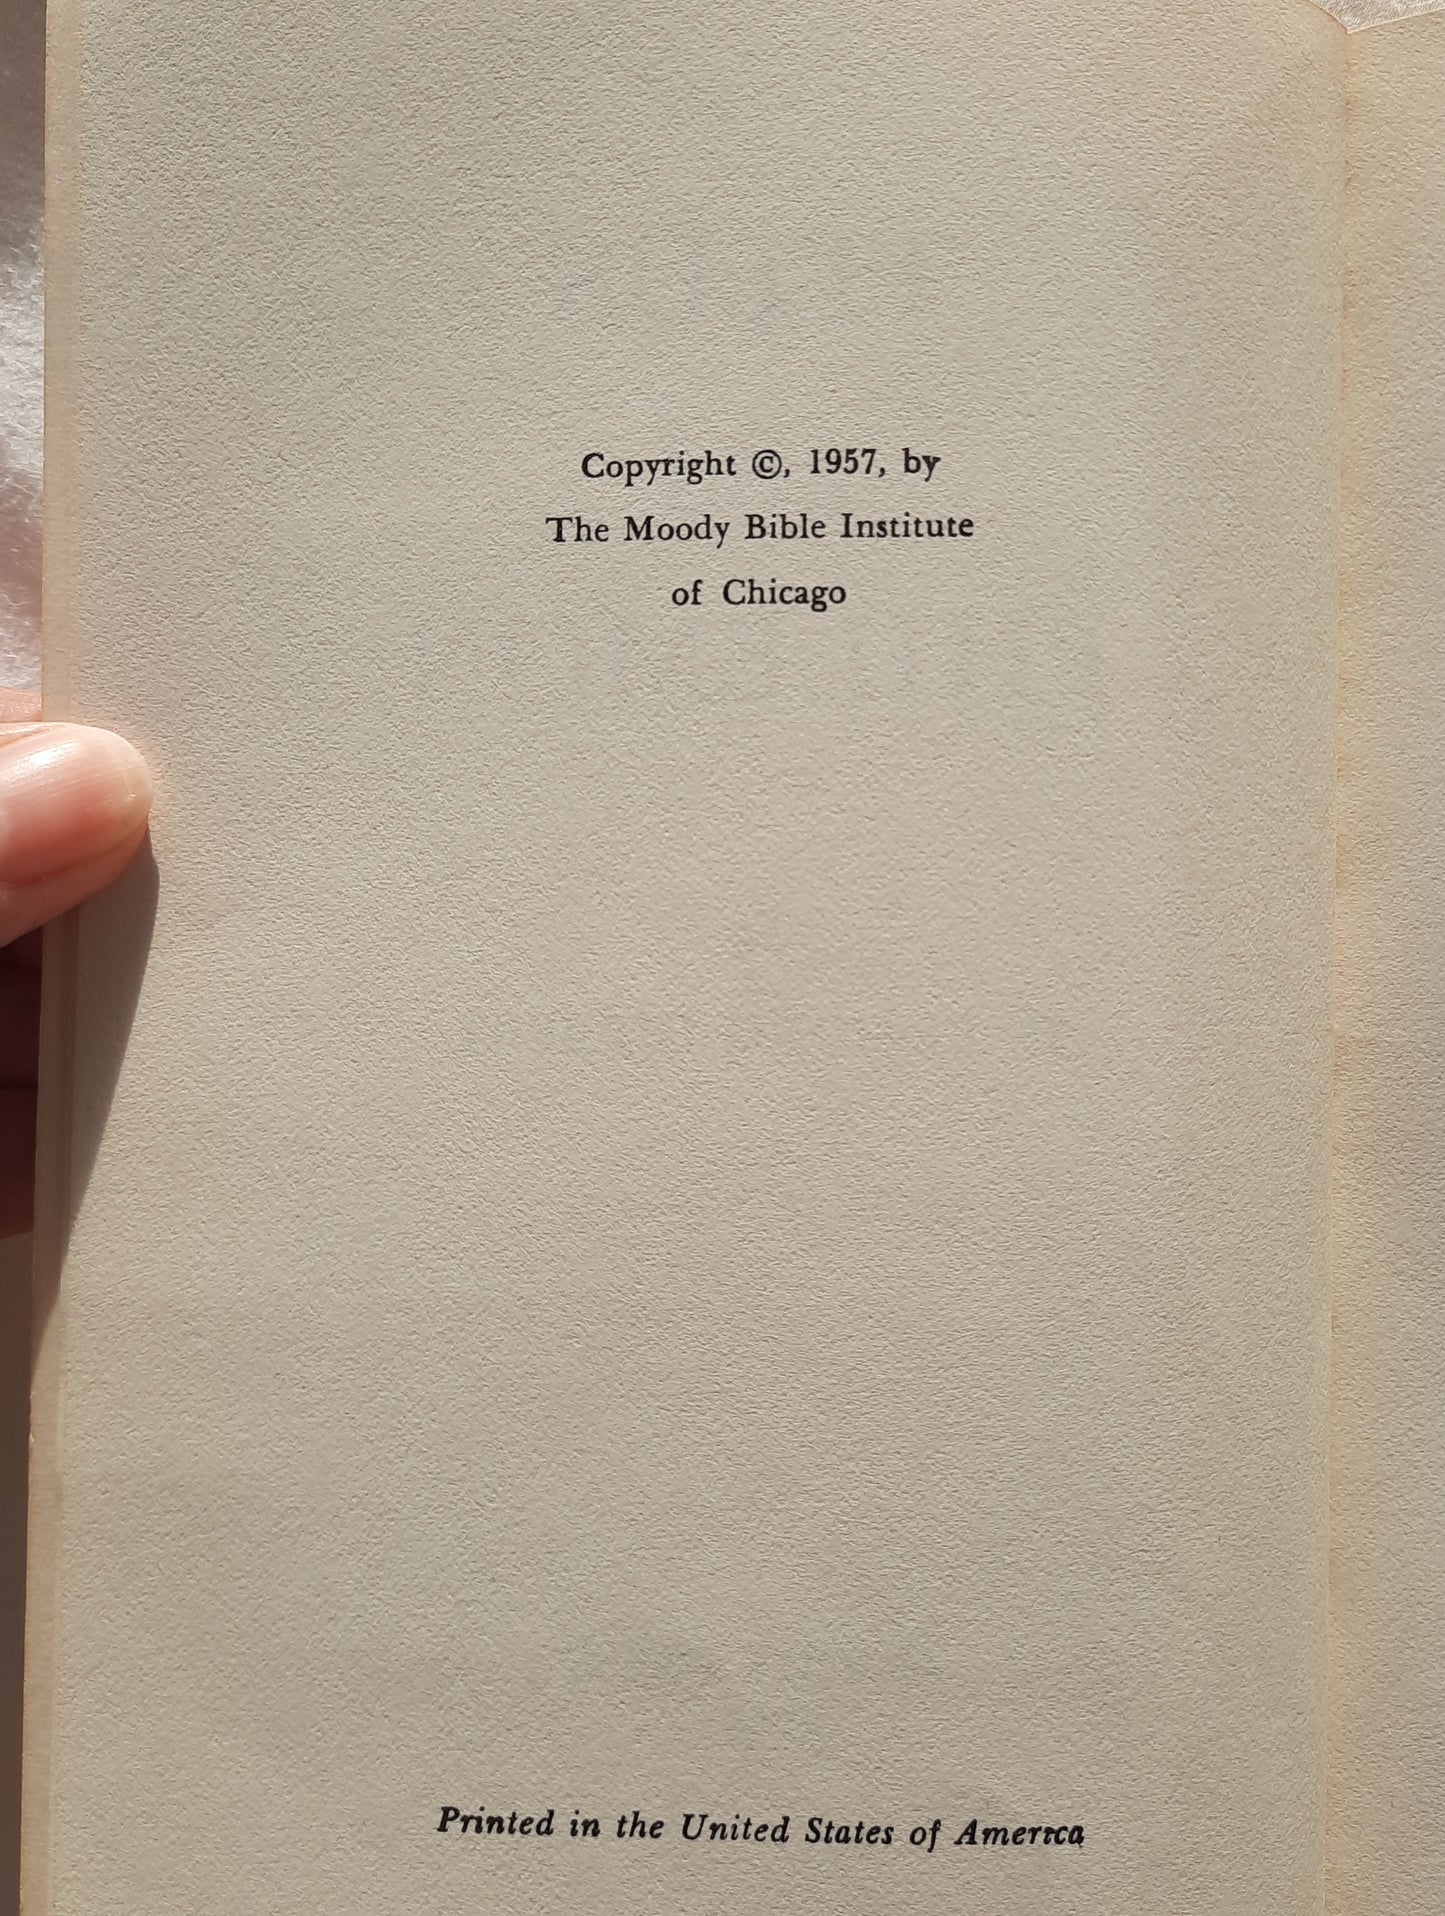 Copyright ©, 1957, by
The Moody Bible Institute
of Chicago
Printed in the United States of America